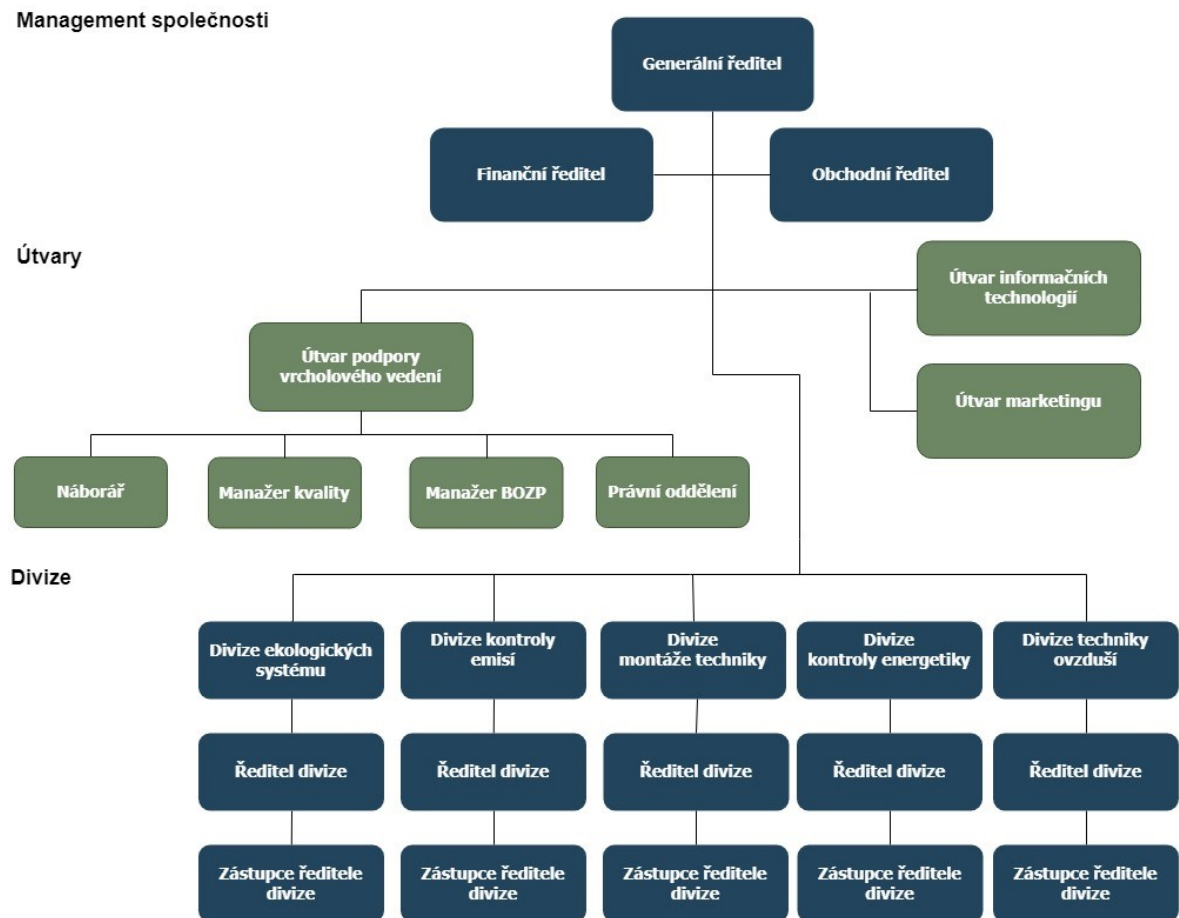 Management společnosti
Generální ředitel
Finanční ředitel
Obchodní ředitel
Útvary
Útvar informačních
technologií
Útvar podpory
vrcholového vedení
Útvar marketingu
Náborář
Manažer kvality
Manažer BOZP
Právní oddělení
Divize
Divize ekologických
systému
Divize kontroly
emisí
Divize
montáže techniky
Divize
kontroly energetiky
Divize techniky
ovzduší
Ředitel divize
Ředitel divize
Ředitel divize
Ředitel divize
Ředitel divize
Zástupce ředitele
divize
Zástupce ředitele
divize
Zástupce ředitele
divize
Zástupce ředitele
divize
Zástupce ředitele
divize